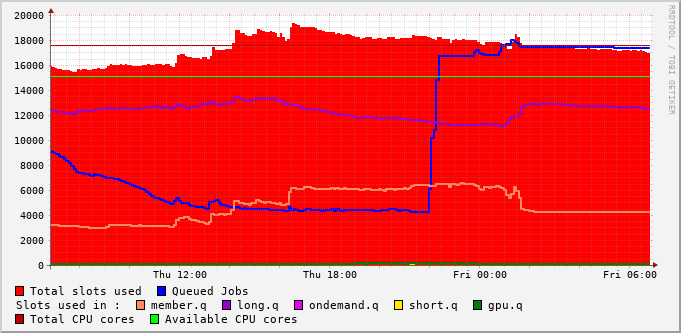 20000
18000
16000
14000
12000
10000
8000
6000
4000
2000
0
Thu 12:00 Thu 18:00 Fri 00:00 Fri 06:00
RRDTOOL / TOBI OETIKER
Total slots used Queued Jobs
Slots used in : member.q long.q ondemand.q short.q gpu.q
Total CPU cores Available CPU cores